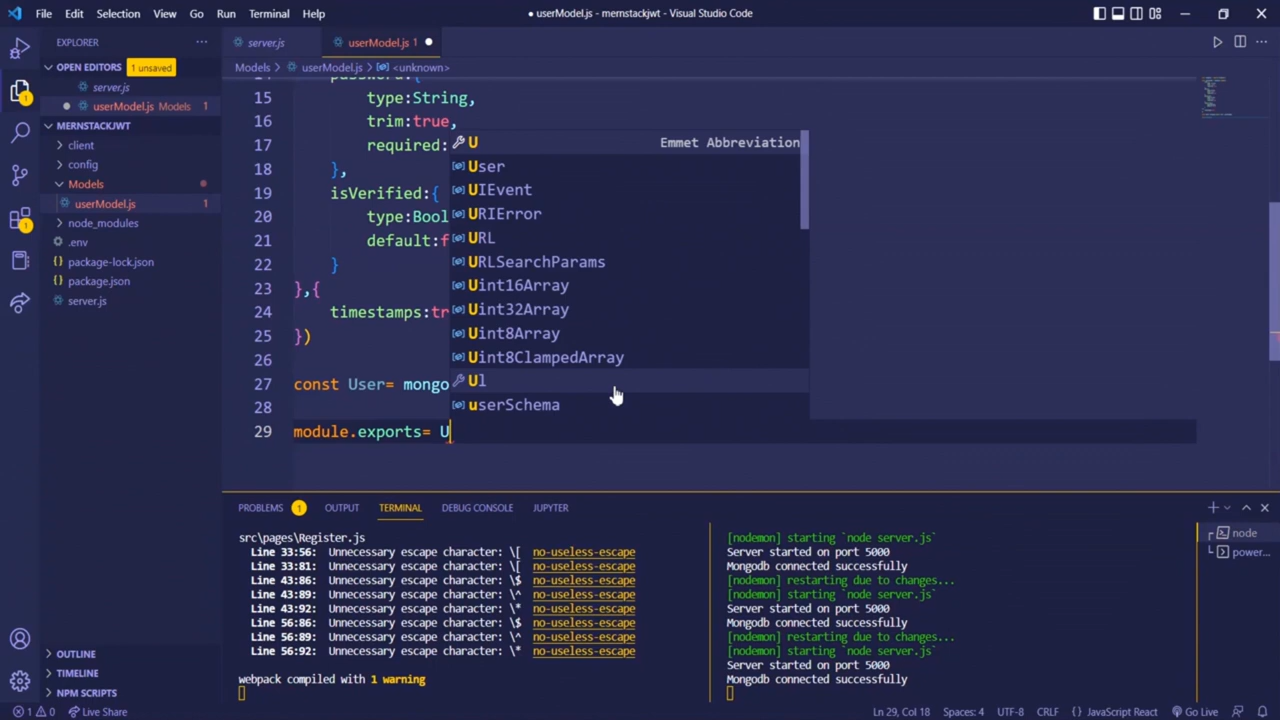 File Edit Selection View Go Run Terminal Help
● userModel.js - mernstackjwt - Visual Studio Code
EXPLORER ...
OPEN EDITORS 1 unsaved
server.js
userModel.js Models 1
MERNSTACKJWT
client
config
Models
userModel.js 1
node_modules
.env
package-lock.json
package.json
server.js
OUTLINE
TIMELINE
NPM SCRIPTS
server.js userModel.js 1 ●
Models > userModel.js > <unknown>
15 type:String,
16 trim:true,
17 required:
18 },
19 isVerified:{
20 type:Bool
21 default:f
22 }
23 },{
24 timestamps:tr
25 })
26
27 const User= mongo
28
29 module.exports= U
U Emmet Abbreviation
User
UIEvent
URIError
URL
URLSearchParams
Uint16Array
Uint32Array
Uint8Array
Uint8ClampedArray
Ul
userSchema
PROBLEMS 1 OUTPUT TERMINAL DEBUG CONSOLE JUPYTER
src\pages\Register.js
Line 33:56: Unnecessary escape character: \[ no-useless-escape
Line 33:81: Unnecessary escape character: \[ no-useless-escape
Line 43:86: Unnecessary escape character: \$ no-useless-escape
Line 43:89: Unnecessary escape character: \^ no-useless-escape
Line 43:92: Unnecessary escape character: \* no-useless-escape
Line 56:86: Unnecessary escape character: \$ no-useless-escape
Line 56:89: Unnecessary escape character: \^ no-useless-escape
Line 56:92: Unnecessary escape character: \* no-useless-escape
webpack compiled with 1 warning
[nodemon] starting `node server.js`
Server started on port 5000
Mongodb connected successfully
[nodemon] restarting due to changes...
[nodemon] starting `node server.js`
Server started on port 5000
Mongodb connected successfully
[nodemon] restarting due to changes...
[nodemon] starting `node server.js`
Server started on port 5000
Mongodb connected successfully
node
power...
1 0 Live Share
Ln 29, Col 18 Spaces: 4 UTF-8 CRLF {} JavaScript React Go Live